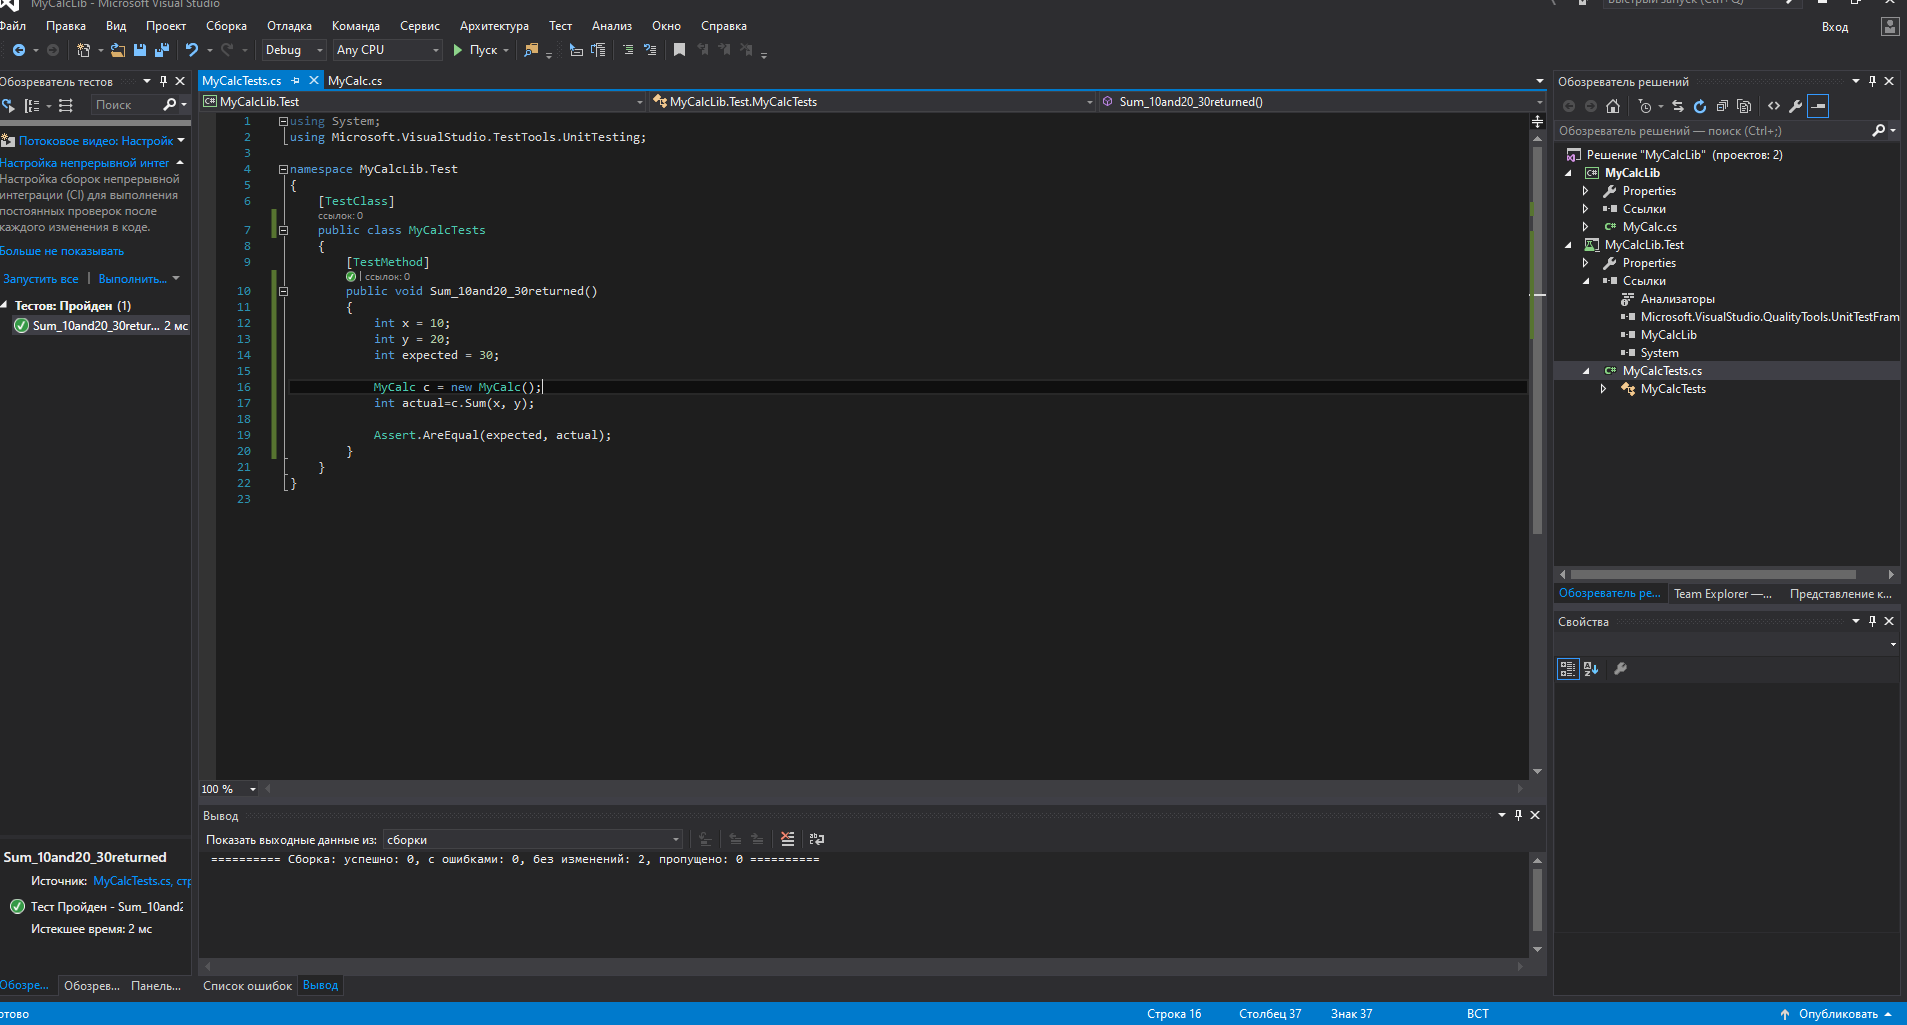 MyCalcLib - Microsoft Visual Studio
Быстрый запуск (Ctrl+Q)
Файл Правка Вид Проект Сборка Отладка Команда Сервис Архитектура Тест Анализ Окно Справка
Вход
Debug Any CPU Пуск
Обозреватель тестов
Поиск
Потоковое видео: Настройк
Настройка непрерывной интег
Настройка сборок непрерывной
интеграции (CI) для выполнения
постоянных проверок после
каждого изменения в коде.
Больше не показывать
Запустить все | Выполнить...
Тестов: Пройден (1)
Sum_10and20_30retur... 2 мс
Sum_10and20_30returned
Источник: MyCalcTests.cs, стр
Тест Пройден - Sum_10and2
Истекшее время: 2 мс
Обозре... Обозрев... Панель...
MyCalcTests.cs MyCalc.cs
MyCalcLib.Test MyCalcLib.Test.MyCalcTests Sum_10and20_30returned()
1 using System;
2 using Microsoft.VisualStudio.TestTools.UnitTesting;
3
4 namespace MyCalcLib.Test
5 {
6 [TestClass]
ссылок: 0
7 public class MyCalcTests
8 {
9 [TestMethod]
| ссылок: 0
10 public void Sum_10and20_30returned()
11 {
12 int x = 10;
13 int y = 20;
14 int expected = 30;
15
16 MyCalc c = new MyCalc();
17 int actual=c.Sum(x, y);
18
19 Assert.AreEqual(expected, actual);
20 }
21 }
22 }
23
100 %
Вывод
Показать выходные данные из: сборки
========== Сборка: успешно: 0, с ошибками: 0, без изменений: 2, пропущено: 0 ==========
Список ошибок Вывод
Обозреватель решений
Обозреватель решений — поиск (Ctrl+;)
Решение "MyCalcLib" (проектов: 2)
C# MyCalcLib
Properties
Ссылки
C# MyCalc.cs
MyCalcLib.Test
Properties
Ссылки
Анализаторы
Microsoft.VisualStudio.QualityTools.UnitTestFram
MyCalcLib
System
C# MyCalcTests.cs
MyCalcTests
Обозреватель ре... Team Explorer —... Представление к...
Свойства
отово Строка 16 Столбец 37 Знак 37 ВСТ Опубликовать